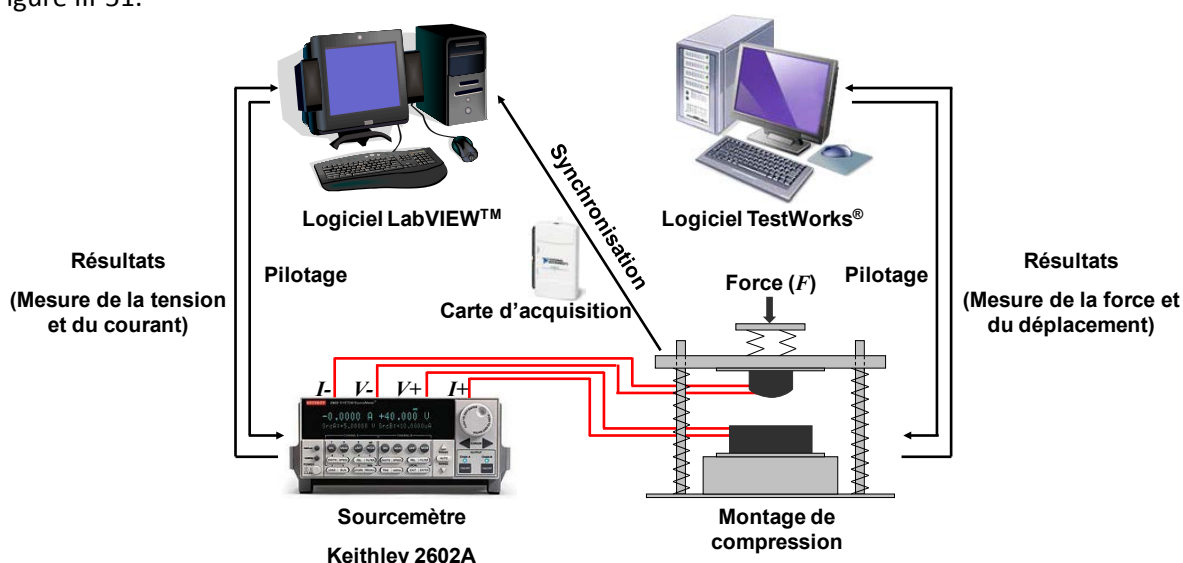 Figure III-31.
Synchronisation
Logiciel LabVIEW™
Logiciel TestWorks®
Résultats
(Mesure de la tension
et du courant)
Pilotage
Carte d'acquisition
Force (F)
Pilotage
Résultats
(Mesure de la force et
du déplacement)
I- V- V+ I+
-0.0000 A +40.000 V
Sourcemètre
Keithley 2602A
Montage de
compression